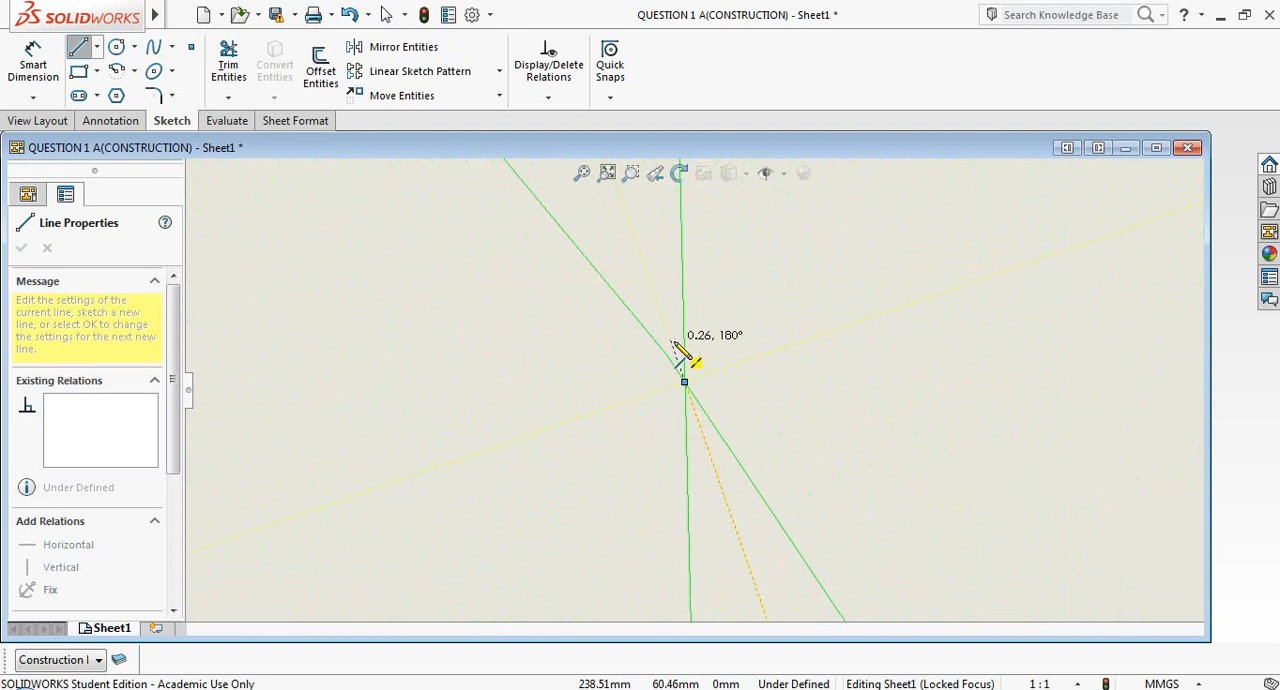 SOLIDWORKS
QUESTION 1 A(CONSTRUCTION) - Sheet1 *
Search Knowledge Base
Smart Dimension
Trim Entities
Convert Entities
Offset Entities
Mirror Entities
Linear Sketch Pattern
Move Entities
Display/Delete Relations
Quick Snaps
View Layout
Annotation
Sketch
Evaluate
Sheet Format
QUESTION 1 A(CONSTRUCTION) - Sheet1 *
Line Properties
Message
Edit the settings of the
current line, sketch a new
line, or select OK to change
the settings for the next new
line.
Existing Relations
Under Defined
Add Relations
Horizontal
Vertical
Fix
0.26, 180°
Sheet1
Construction l
SOLIDWORKS Student Edition - Academic Use Only
238.51mm 60.46mm 0mm Under Defined Editing Sheet1 (Locked Focus) 1 : 1 MMGS